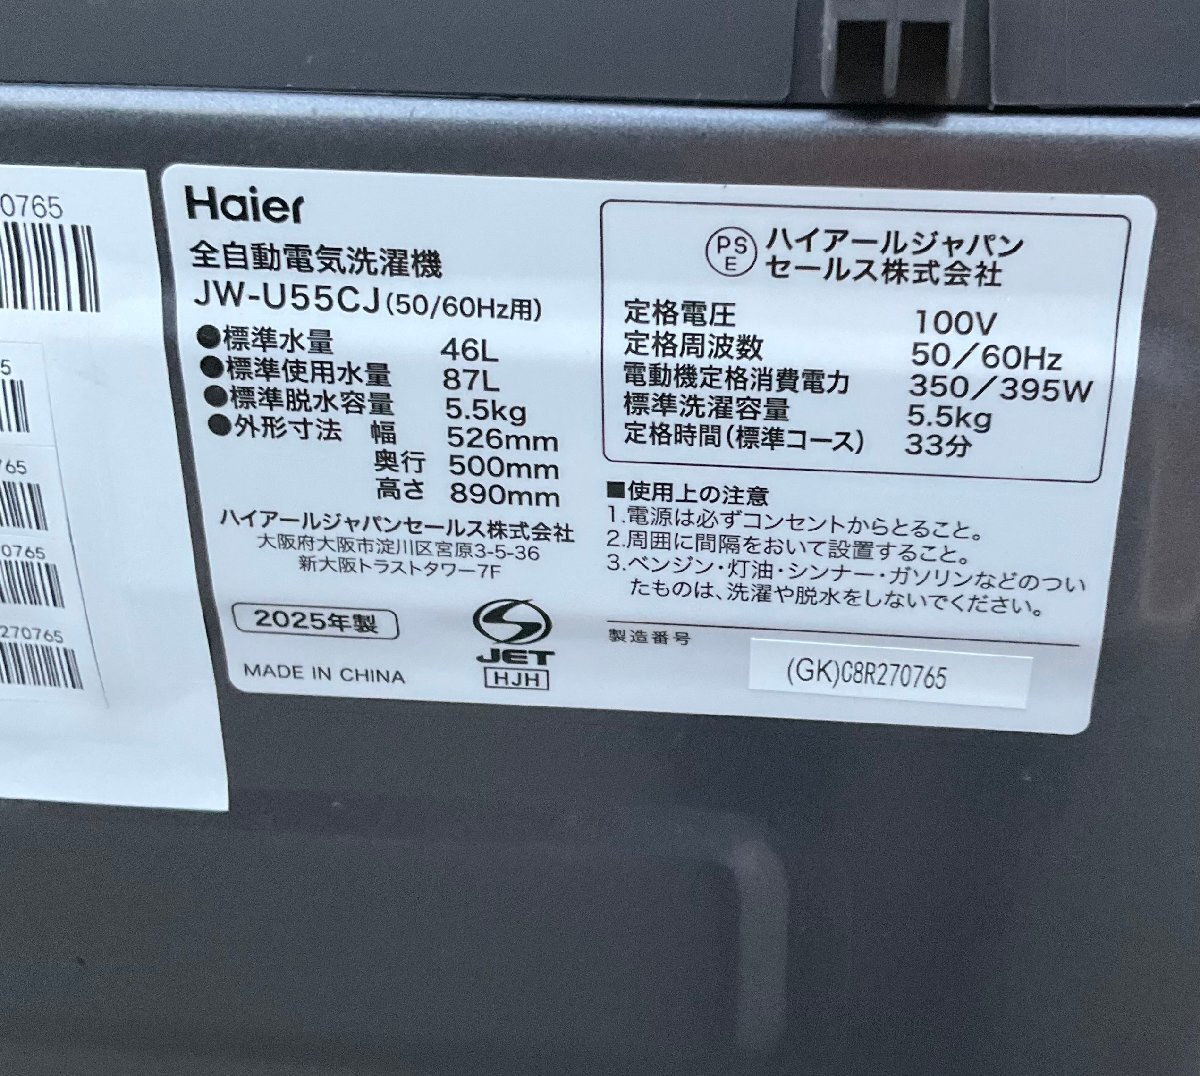 0765
5
765
0765
270765
Haier
全自動電気洗濯機
JW-U55CJ(50/60Hz用)
●標準水量 46L
●標準使用水量 87L
●標準脱水容量 5.5kg
●外形寸法 幅 526mm
奥行 500mm
高さ 890mm
ハイアールジャパンセールス株式会社
大阪府大阪市淀川区宮原3-5-36
新大阪トラストタワー7F
2025年製
MADE IN CHINA
JET
HJH
PS
E
ハイアールジャパン
セールス株式会社
定格電圧 100V
定格周波数 50/60Hz
電動機定格消費電力 350/395W
標準洗濯容量 5.5kg
定格時間(標準コース) 33分
■使用上の注意
1.電源は必ずコンセントからとること。
2.周囲に間隔をおいて設置すること。
3.ベンジン・灯油・シンナー・ガソリンなどのつい
たものは、洗濯や脱水をしないでください。
製造番号
(GK)C8R270765